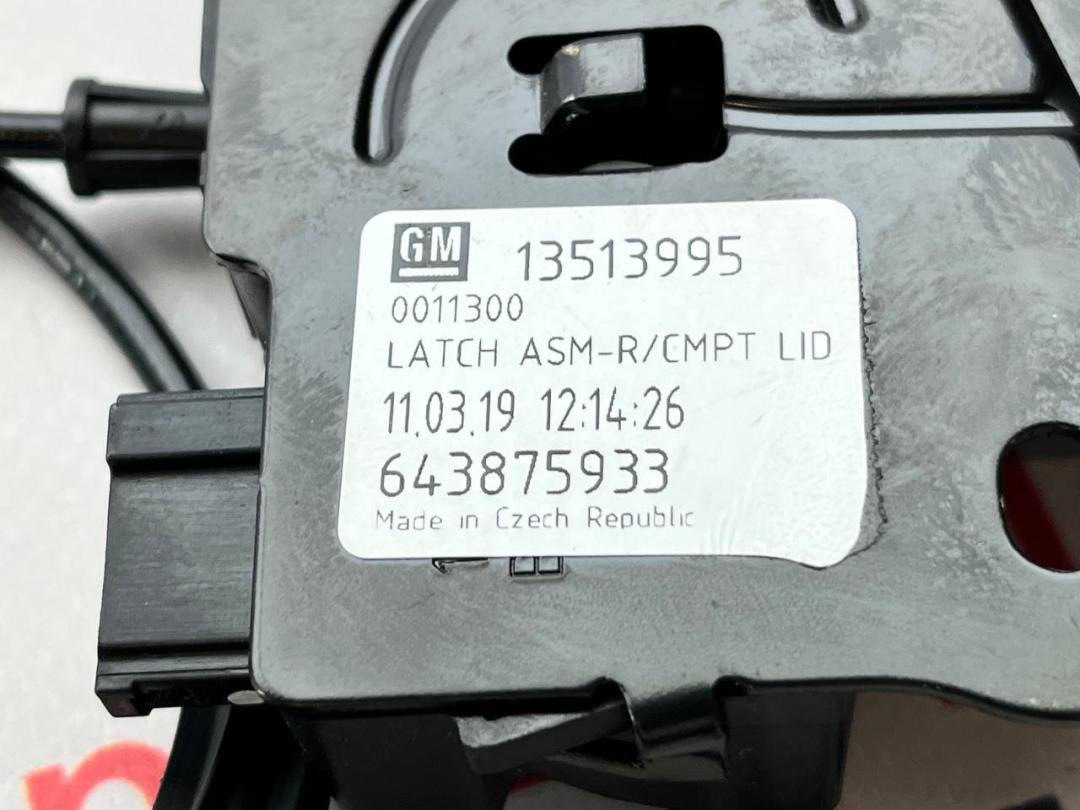 GM 13513995
0011300
LATCH ASM-R/CMPT LID
11.03.19 12:14:26
643875933
Made in Czech Republic